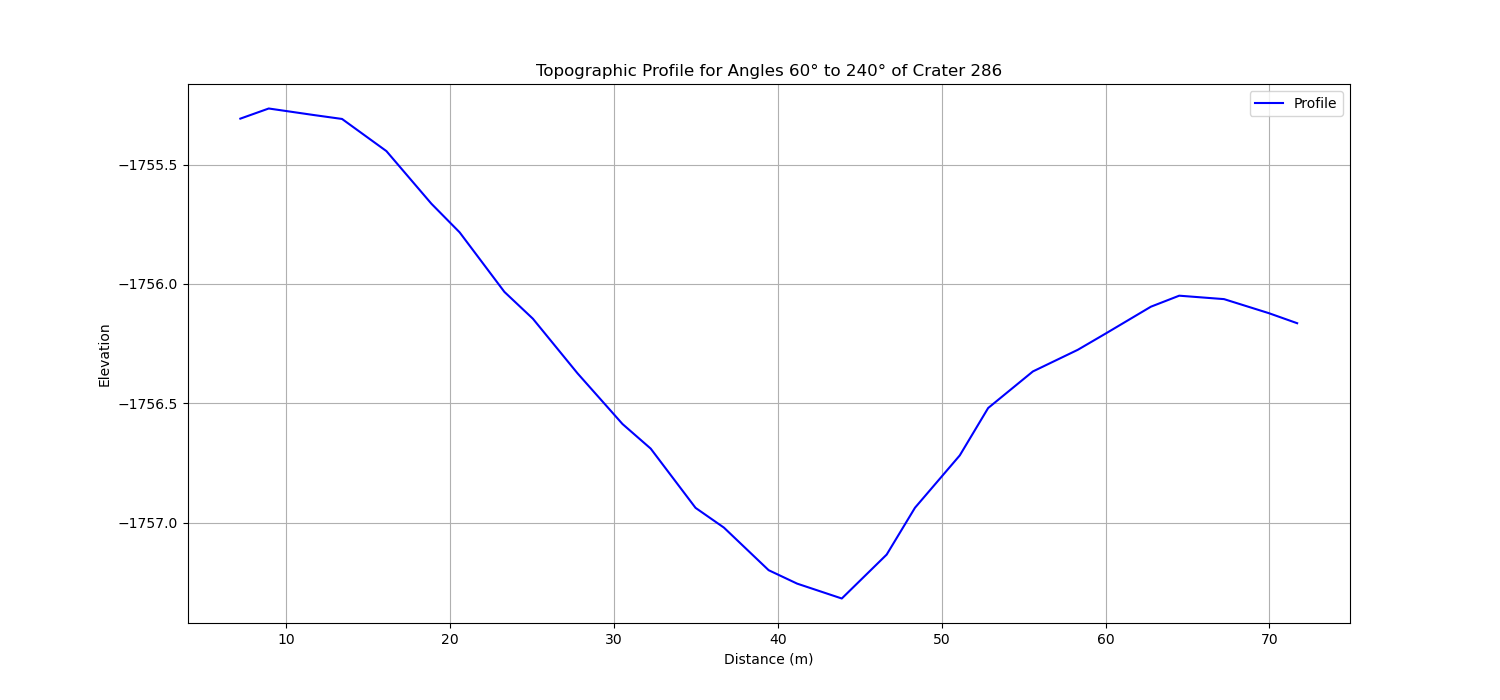 Topographic Profile for Angles 60° to 240° of Crater 286
Profile
−1755.5
−1756.0
−1756.5
−1757.0
Elevation
10 20 30 40 50 60 70
Distance (m)